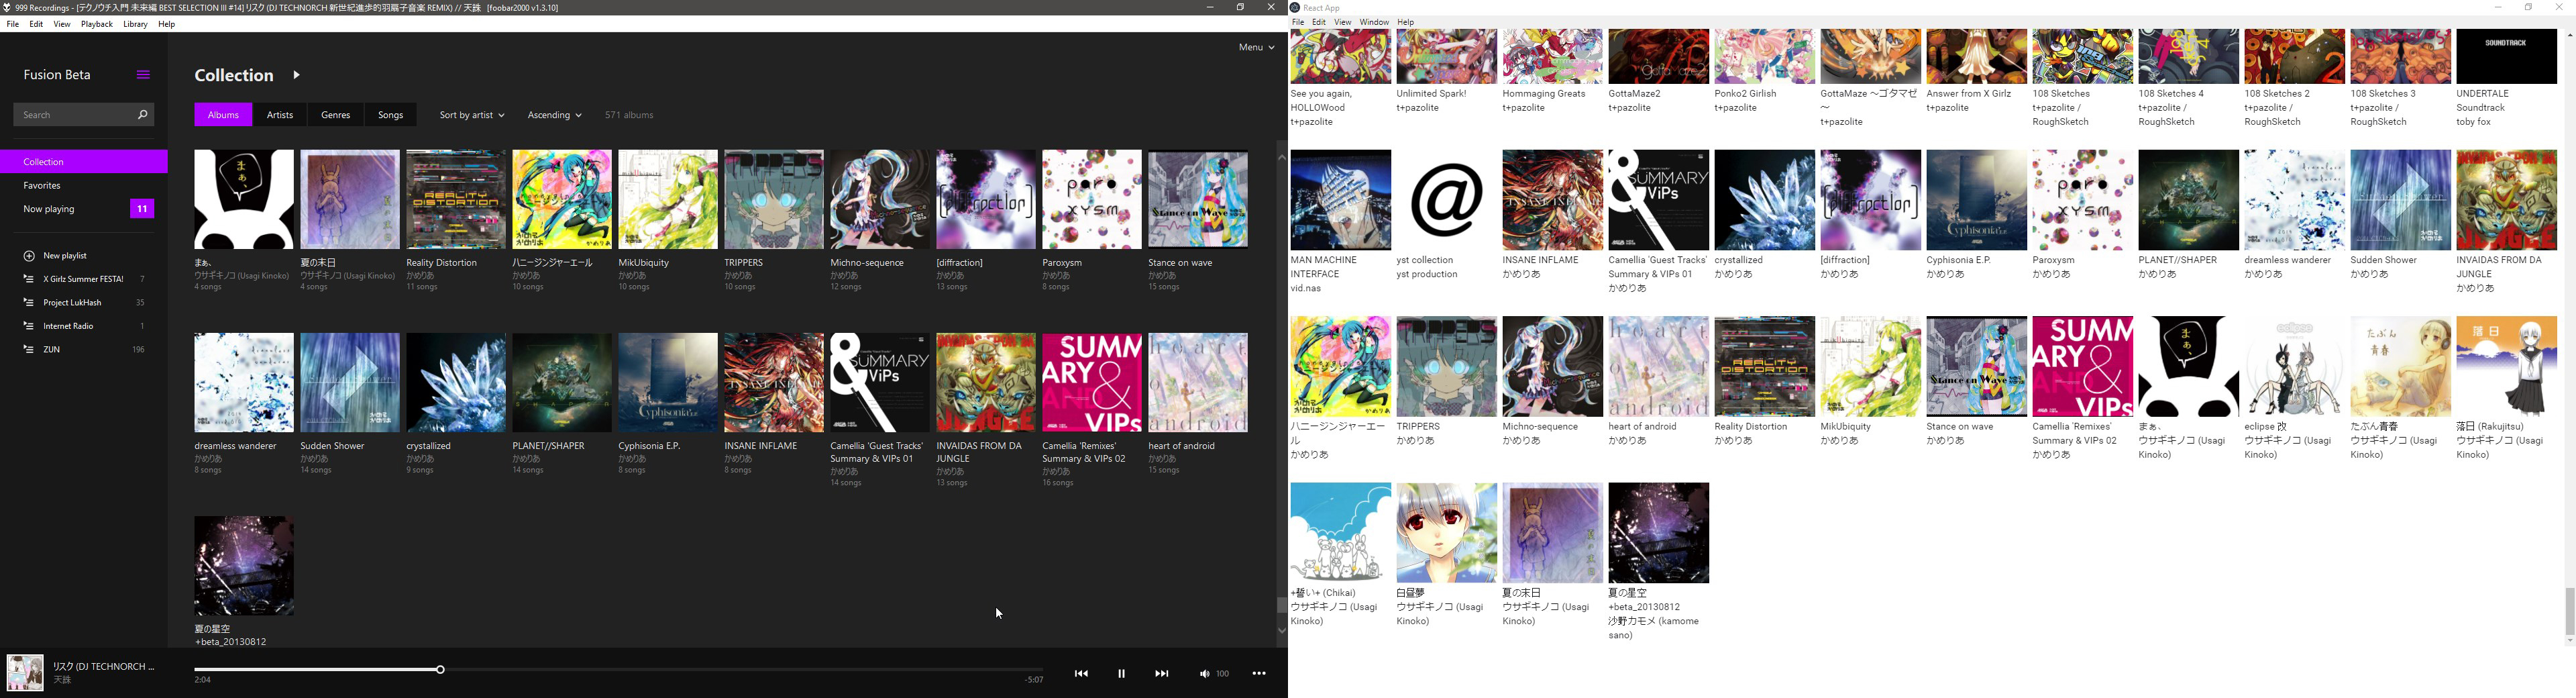 999 Recordings - [テクノウチ入門 未来編 BEST SELECTION III #14] リスク (DJ TECHNORCH 新世紀進歩的羽扇子音楽 REMIX) // 天誅 [foobar2000 v1.3.10]
File Edit View Playback Library Help
Menu
Fusion Beta
Search
Collection
Favorites
Now playing 11
New playlist
X Girlz Summer FESTA! 7
Project LukHash 35
Internet Radio 1
ZUN 196
Collection
Albums Artists Genres Songs Sort by artist Ascending 571 albums
まぁ、
ウサギキノコ (Usagi Kinoko)
4 songs
夏の末日
ウサギキノコ (Usagi Kinoko)
4 songs
Reality Distortion
かめりあ
11 songs
ハニージンジャーエール
かめりあ
10 songs
MikUbiquity
かめりあ
10 songs
TRIPPERS
かめりあ
10 songs
Michno-sequence
かめりあ
12 songs
[diffraction]
かめりあ
13 songs
Paroxysm
かめりあ
8 songs
Stance on wave
かめりあ
15 songs
dreamless wanderer
かめりあ
8 songs
Sudden Shower
かめりあ
14 songs
crystallized
かめりあ
9 songs
PLANET//SHAPER
かめりあ
14 songs
Cyphisonia E.P.
かめりあ
8 songs
INSANE INFLAME
かめりあ
8 songs
Camellia 'Guest Tracks'
Summary & VIPs 01
かめりあ
14 songs
INVAIDAS FROM DA
JUNGLE
かめりあ
13 songs
Camellia 'Remixes'
Summary & VIPs 02
かめりあ
16 songs
heart of android
かめりあ
15 songs
夏の星空
+beta_20130812
リスク (DJ TECHNORCH ...
天誅
2:04
-5:07
100
React App
File Edit View Window Help
See you again,
HOLLOWood
t+pazolite
Unlimited Spark!
t+pazolite
Hommaging Greats
t+pazolite
GottaMaze2
t+pazolite
Ponko2 Girlish
t+pazolite
GottaMaze ～ゴタマゼ
～
t+pazolite
Answer from X Girlz
t+pazolite
108 Sketches
t+pazolite /
RoughSketch
108 Sketches 4
t+pazolite /
RoughSketch
108 Sketches 2
t+pazolite /
RoughSketch
108 Sketches 3
t+pazolite /
RoughSketch
SOUNDTRACK
UNDERTALE
Soundtrack
toby fox
MAN MACHINE
INTERFACE
vid.nas
@
yst collection
yst production
INSANE INFLAME
かめりあ
Camellia 'Guest Tracks'
Summary & VIPs 01
かめりあ
crystallized
かめりあ
[diffraction]
かめりあ
Cyphisonia E.P.
かめりあ
Paroxysm
かめりあ
PLANET//SHAPER
かめりあ
dreamless wanderer
かめりあ
Sudden Shower
かめりあ
INVAIDAS FROM DA
JUNGLE
かめりあ
ハニージンジャーエー
ル
かめりあ
TRIPPERS
かめりあ
Michno-sequence
かめりあ
heart of android
かめりあ
Reality Distortion
かめりあ
MikUbiquity
かめりあ
Stance on wave
かめりあ
Camellia 'Remixes'
Summary & VIPs 02
かめりあ
まぁ、
ウサギキノコ (Usagi
Kinoko)
eclipse 改
ウサギキノコ (Usagi
Kinoko)
たぶん青春
ウサギキノコ (Usagi
Kinoko)
落日 (Rakujitsu)
ウサギキノコ (Usagi
Kinoko)
+誓い+ (Chikai)
ウサギキノコ (Usagi
Kinoko)
白昼夢
ウサギキノコ (Usagi
Kinoko)
夏の末日
ウサギキノコ (Usagi
Kinoko)
夏の星空
+beta_20130812
沙野カモメ (kamome
sano)